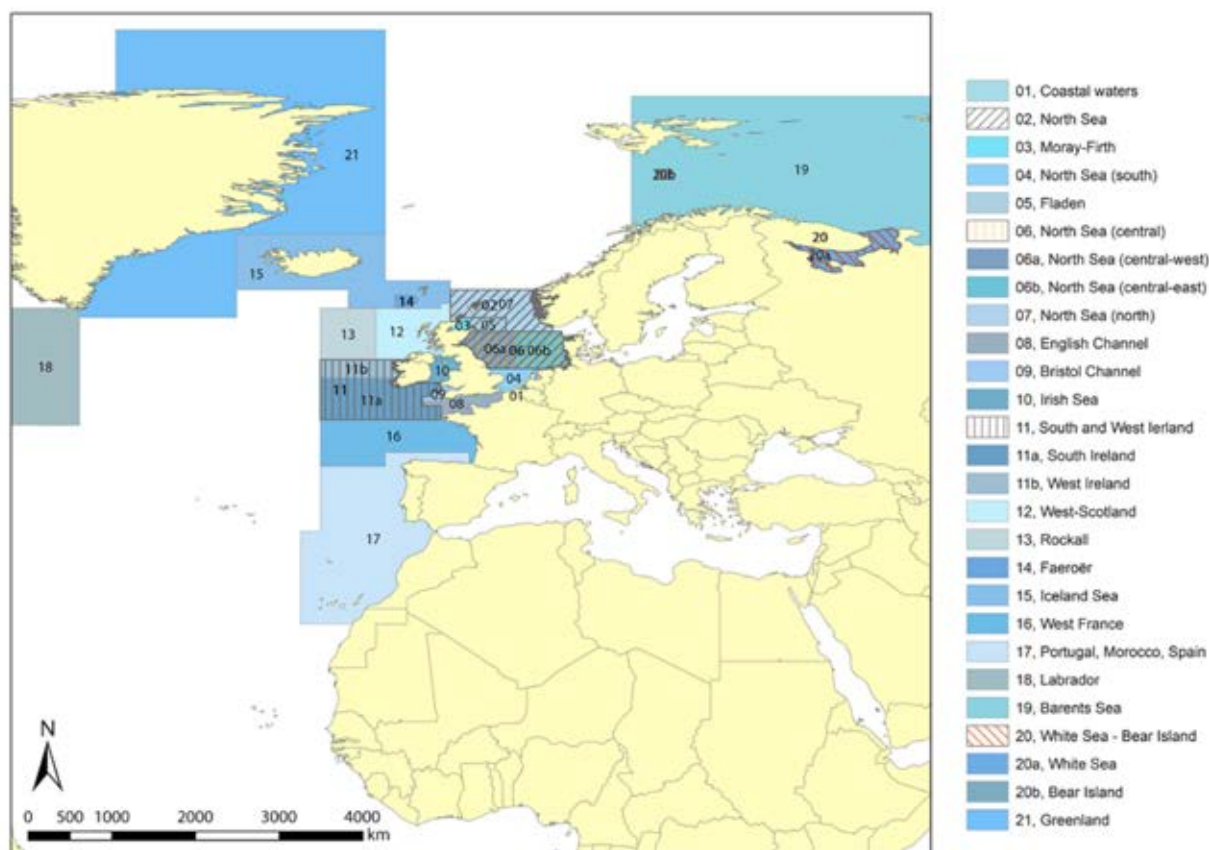 21
19
20b
20
20a
15
14
02
07
03
05
13
12
06a
06
06b
18
11b
10
04
11
11a
09
08
01
16
17
N
0 500 1000 2000 3000 4000
km
01, Coastal waters
02, North Sea
03, Moray-Firth
04, North Sea (south)
05, Fladen
06, North Sea (central)
06a, North Sea (central-west)
06b, North Sea (central-east)
07, North Sea (north)
08, English Channel
09, Bristol Channel
10, Irish Sea
11, South and West Ierland
11a, South Ireland
11b, West Ireland
12, West-Scotland
13, Rockall
14, Faeroër
15, Iceland Sea
16, West France
17, Portugal, Morocco, Spain
18, Labrador
19, Barents Sea
20, White Sea - Bear Island
20a, White Sea
20b, Bear Island
21, Greenland